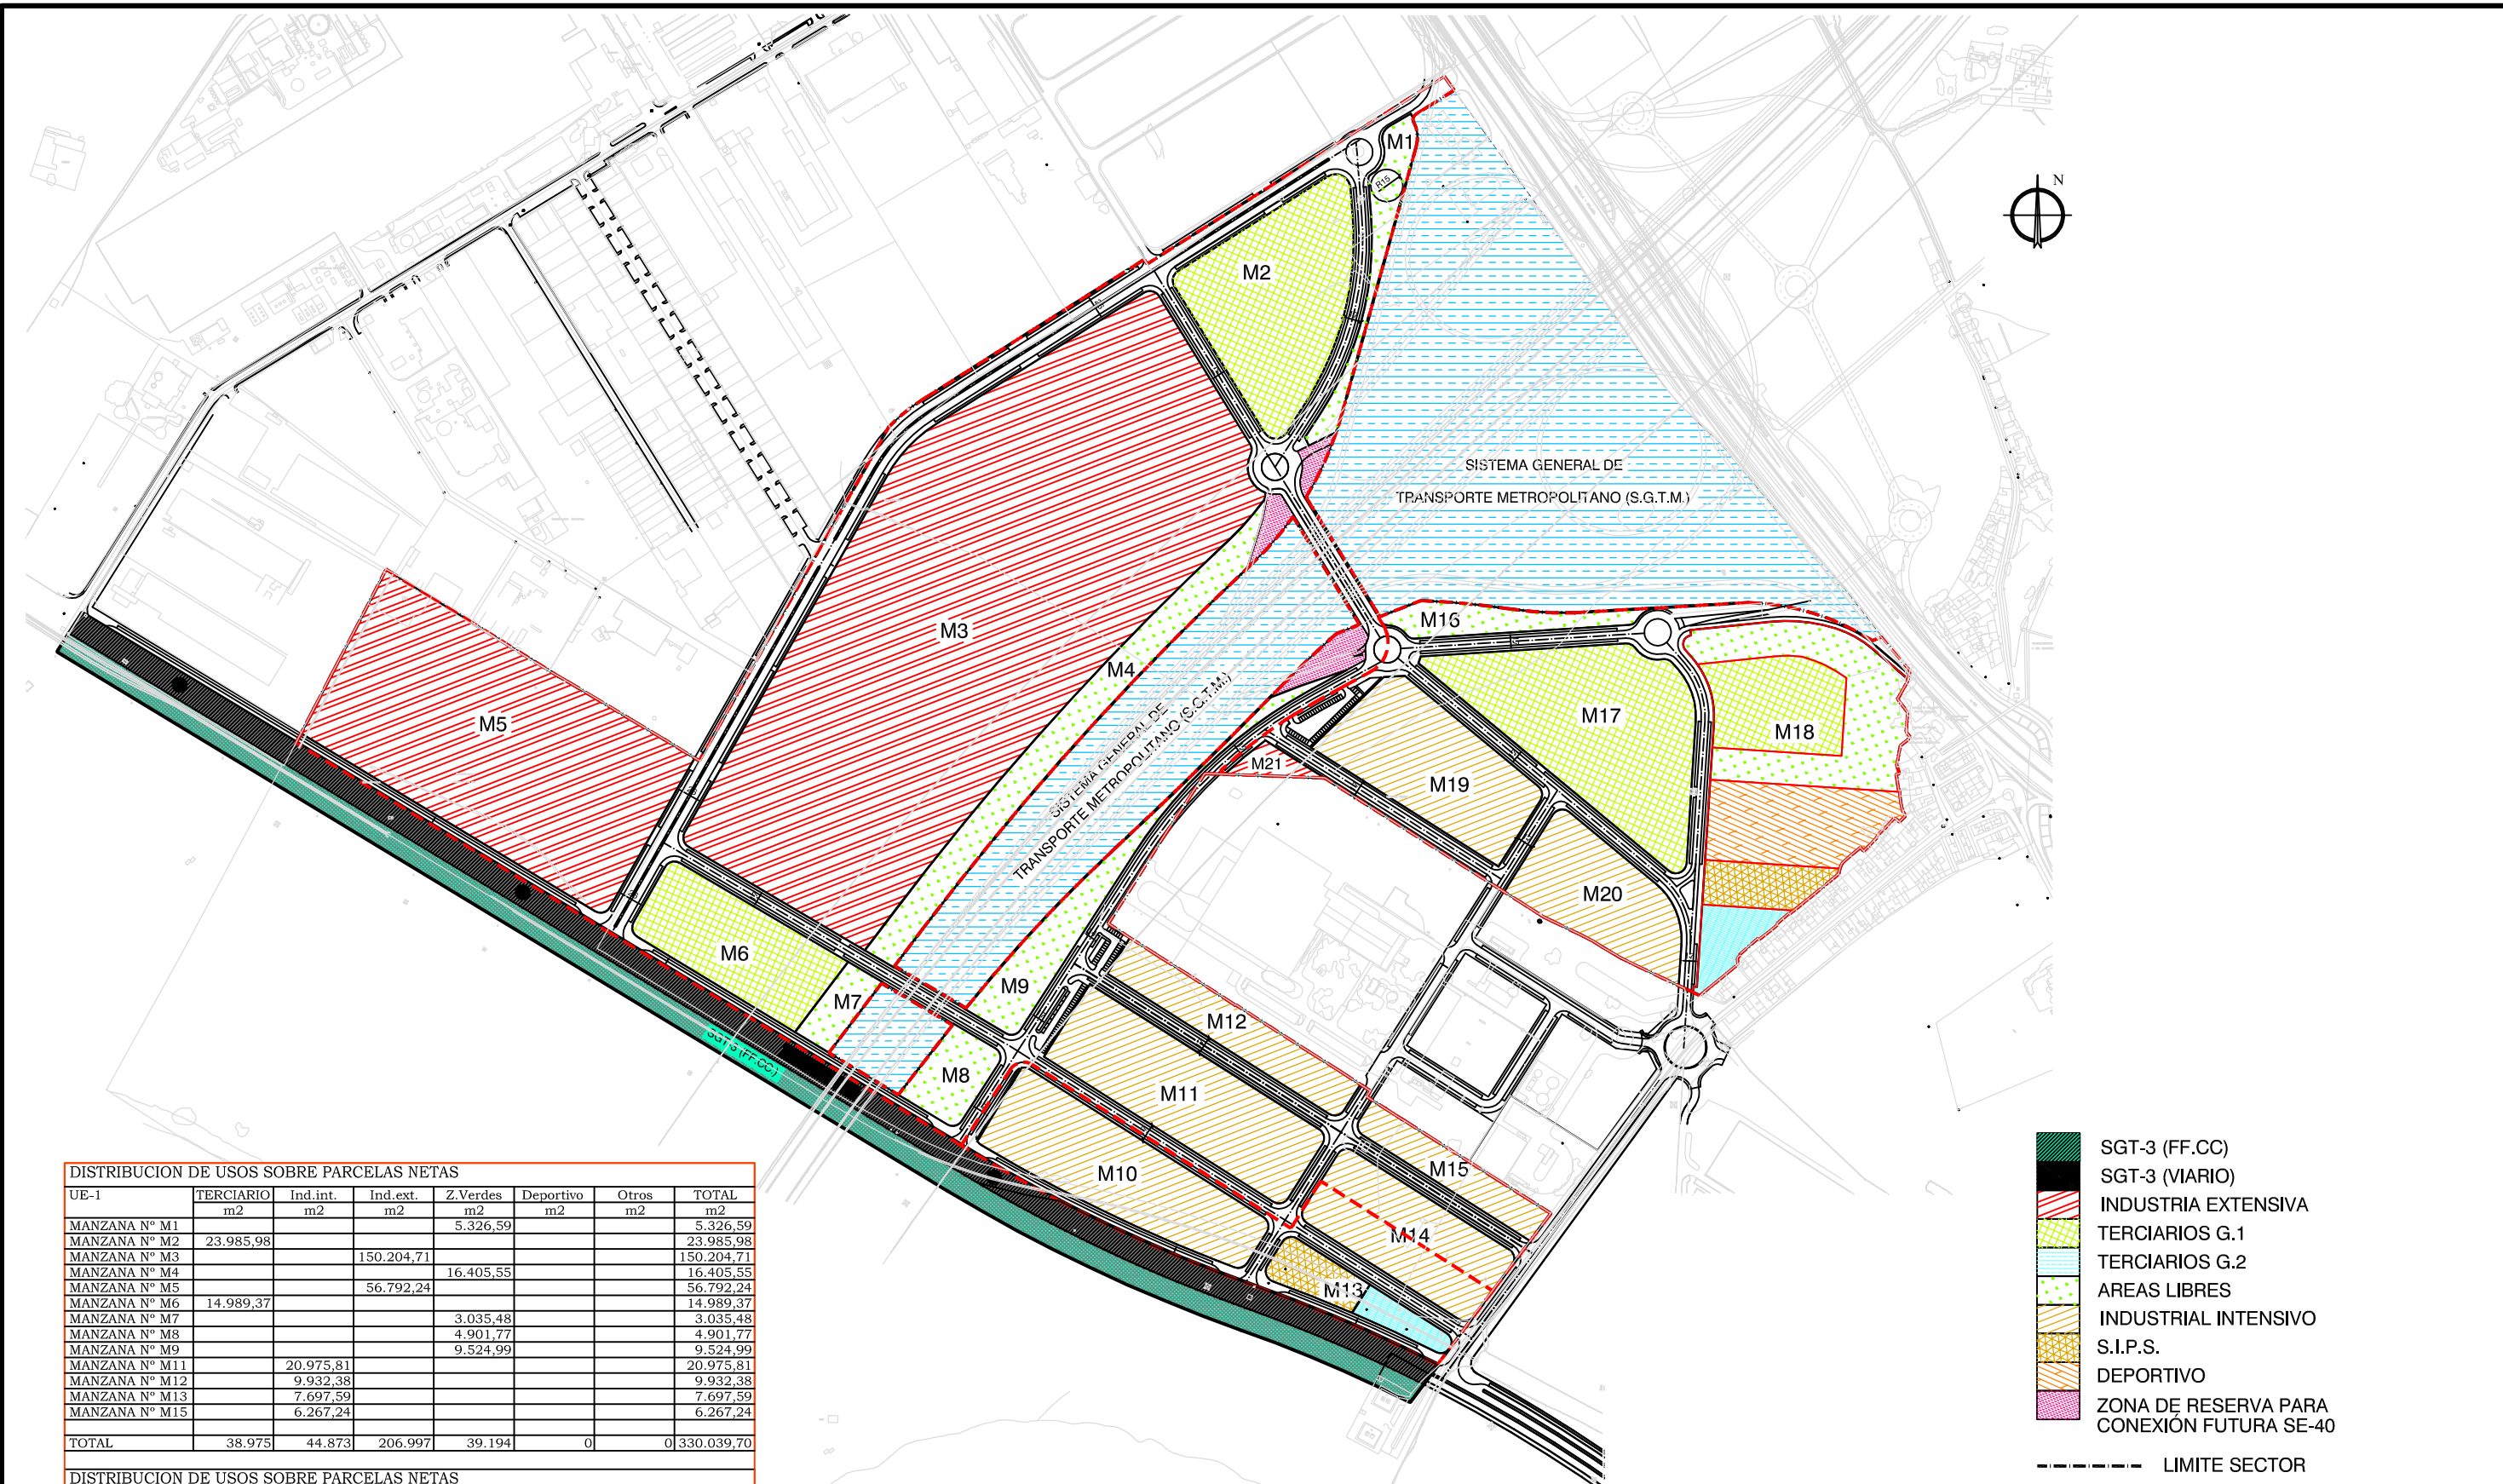 N
M1
R15
M2
SISTEMA GENERAL DE
TRANSPORTE METROPOLITANO (S.G.T.M.)
M3
M16
M4
M5
M17
M18
SISTEMA GENERAL DE
TRANSPORTE METROPOLITANO (S.G.T.M.)
M21
M19
M20
M6
M7
M9
M12
SGT-3 (FF.CC.)
M8
M11
M10
M15
M14
M13
DISTRIBUCION DE USOS SOBRE PARCELAS NETAS
UE-1 TERCIARIO Ind.int. Ind.ext. Z.Verdes Deportivo Otros TOTAL
m2 m2 m2 m2 m2 m2 m2
MANZANA Nº M1 5.326,59 5.326,59
MANZANA Nº M2 23.985,98 23.985,98
MANZANA Nº M3 150.204,71 150.204,71
MANZANA Nº M4 16.405,55 16.405,55
MANZANA Nº M5 56.792,24 56.792,24
MANZANA Nº M6 14.989,37 14.989,37
MANZANA Nº M7 3.035,48 3.035,48
MANZANA Nº M8 4.901,77 4.901,77
MANZANA Nº M9 9.524,99 9.524,99
MANZANA Nº M11 20.975,81 20.975,81
MANZANA Nº M12 9.932,38 9.932,38
MANZANA Nº M13 7.697,59 7.697,59
MANZANA Nº M15 6.267,24 6.267,24
TOTAL 38.975 44.873 206.997 39.194 0 0 330.039,70
DISTRIBUCION DE USOS SOBRE PARCELAS NETAS
SGT-3 (FF.CC)
SGT-3 (VIARIO)
INDUSTRIA EXTENSIVA
TERCIARIOS G.1
TERCIARIOS G.2
AREAS LIBRES
INDUSTRIAL INTENSIVO
S.I.P.S.
DEPORTIVO
ZONA DE RESERVA PARA
CONEXIÓN FUTURA SE-40
LIMITE SECTOR